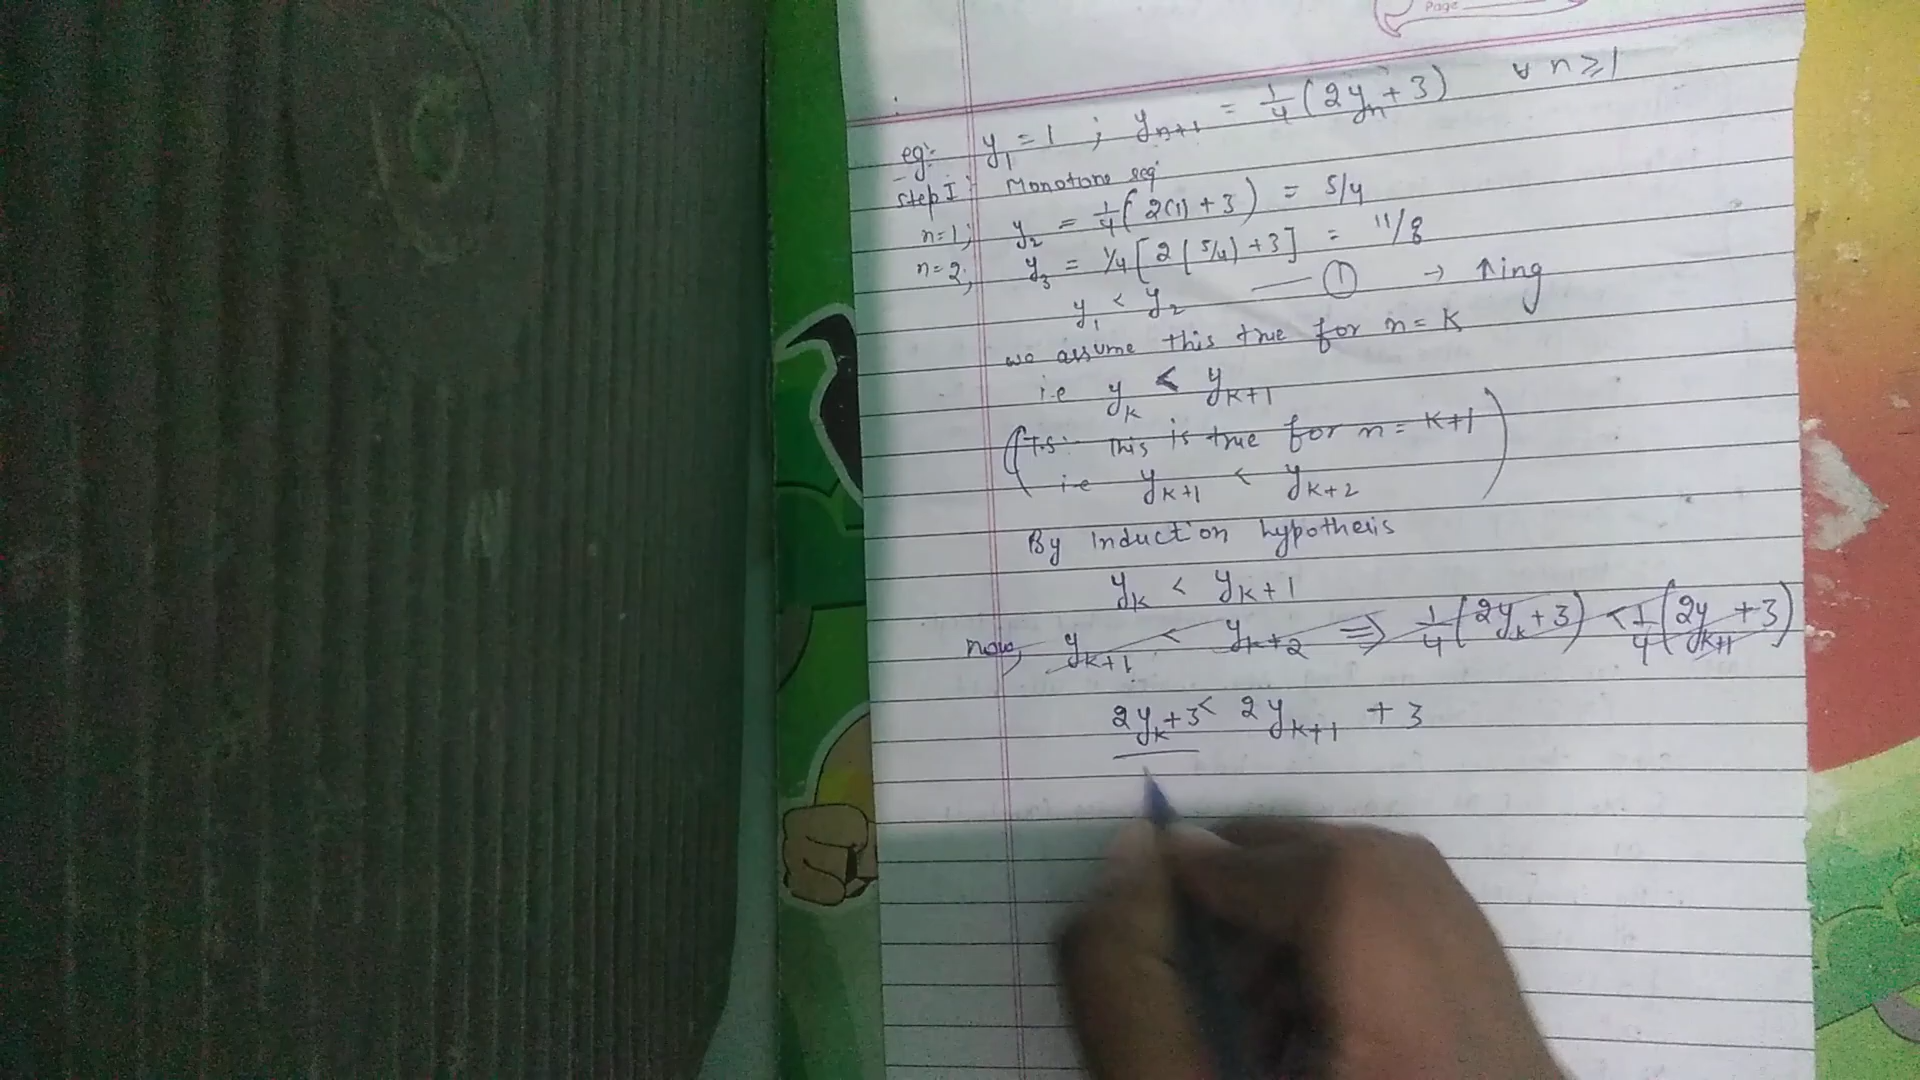 Page
eg:- y₁ = 1 ; yₙ₊₁ = 1/4 (2yₙ + 3) ∀ n ≥ 1
Step I :- Monotone seqⁿ
n=1; y₂ = 1/4 (2(1) + 3) = 5/4
n=2; y₃ = 1/4 [2 (5/4) + 3] = 11/8
y₁ < y₂ —— ① → ↑ing
we assume this true for n = K
i.e yₖ < yₖ₊₁
(T.S:- This is true for n = K+1
i.e yₖ₊₁ < yₖ₊₂)
By Induction hypothesis
yₖ < yₖ₊₁
now, yₖ₊₁ < yₖ₊₂ ⇒ 1/4 (2yₖ + 3) < 1/4 (2yₖ₊₁ + 3)
2yₖ + 3 < 2yₖ₊₁ + 3